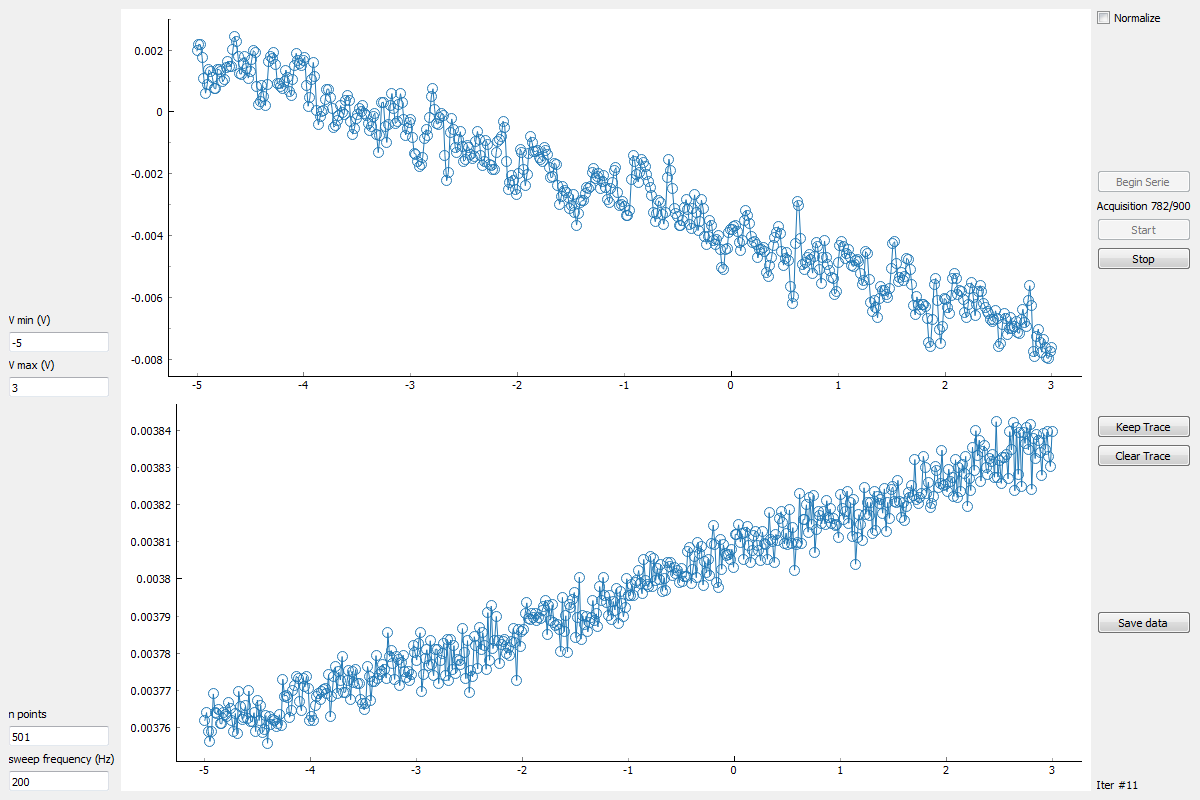 Normalize
0.002
0
-0.002
-0.004
-0.006
-0.008
-5 -4 -3 -2 -1 0 1 2 3
Begin Serie
Acquisition 782/900
Start
Stop
V min (V)
-5
V max (V)
3
0.00384
0.00383
0.00382
0.00381
0.0038
0.00379
0.00378
0.00377
0.00376
-5 -4 -3 -2 -1 0 1 2 3
Keep Trace
Clear Trace
Save data
n points
501
sweep frequency (Hz)
200
Iter #11